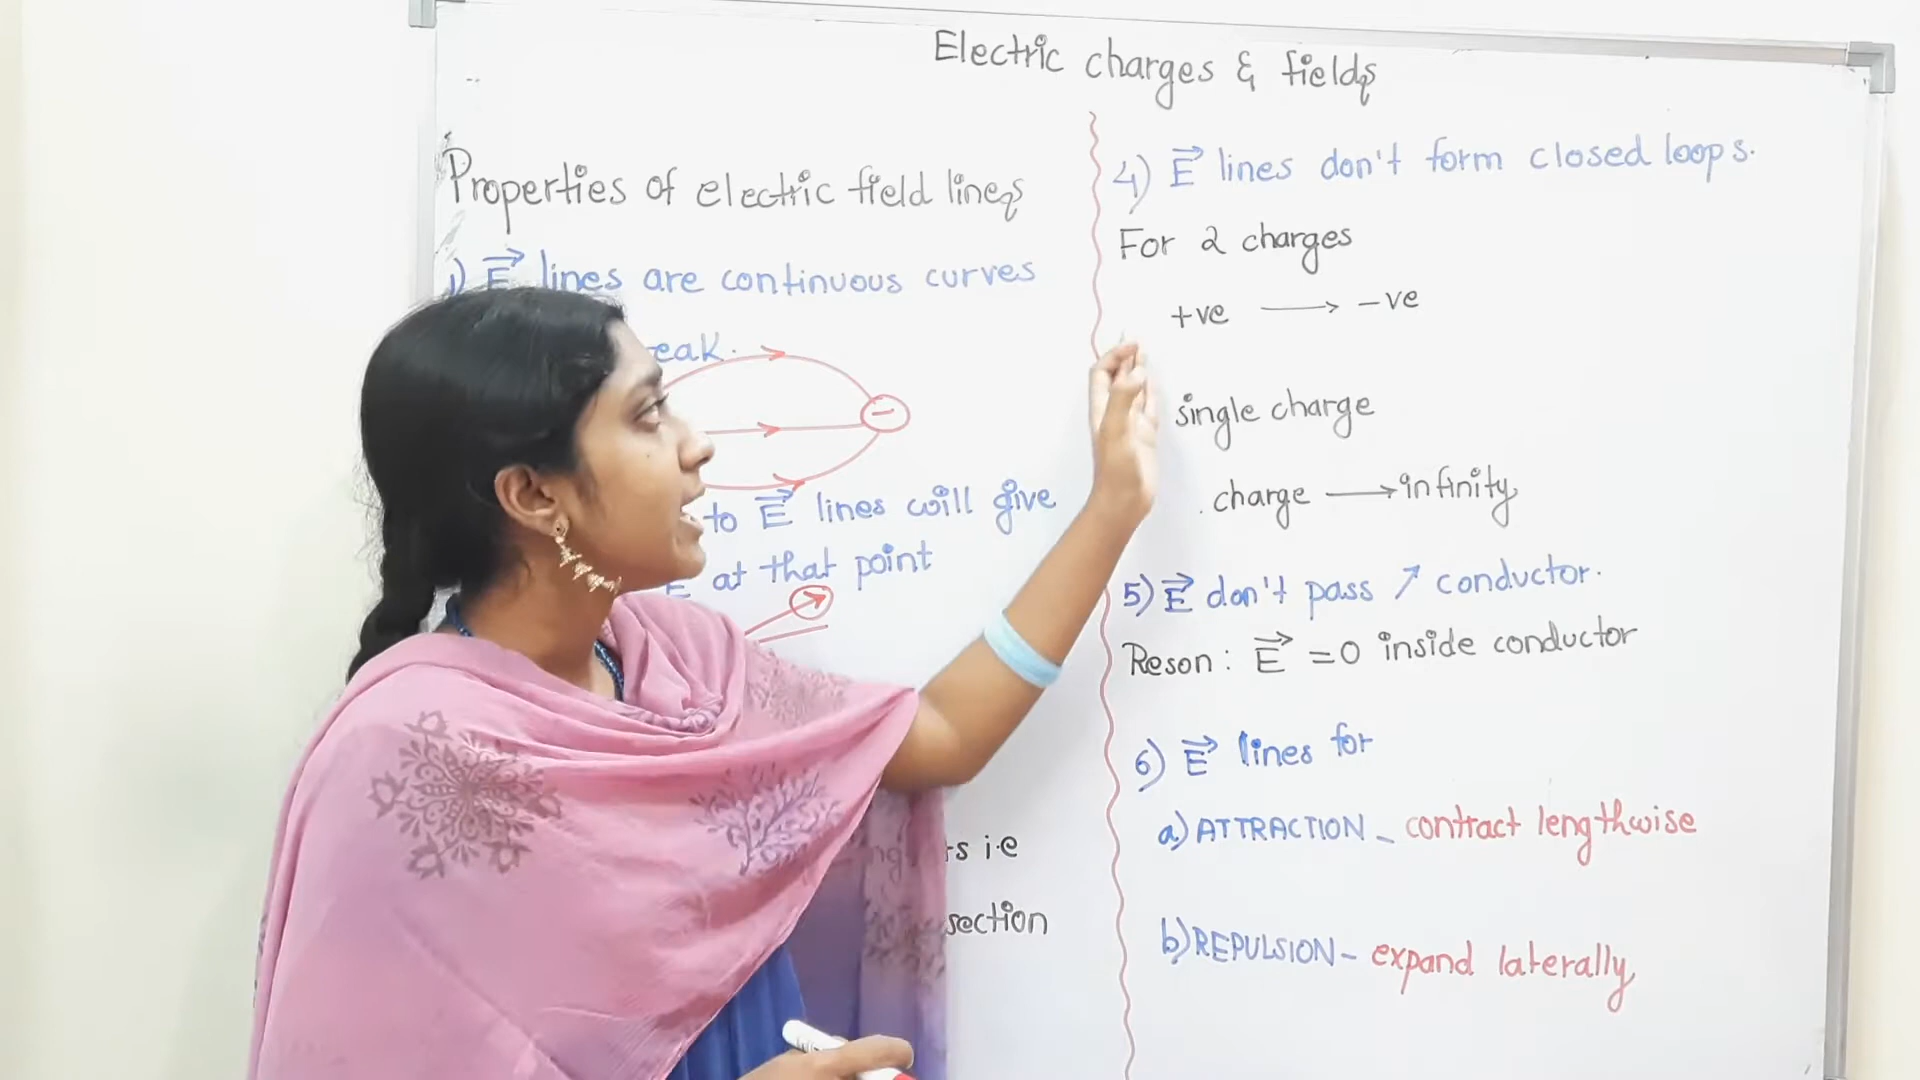 Electric charges & fields
Properties of electric field lines
1) E→ lines are continuous curves
eak.
−
to E→ lines will give
E at that point
rs i.e
section
4) E→ lines don't form closed loops.
For 2 charges
+ve ⟶ −ve
single charge
charge ⟶ infinity
5) E→ don't pass ↗ conductor.
Reson: E→ = 0 inside conductor
6) E→ lines for
a) ATTRACTION - contract lengthwise
b) REPULSION - expand laterally